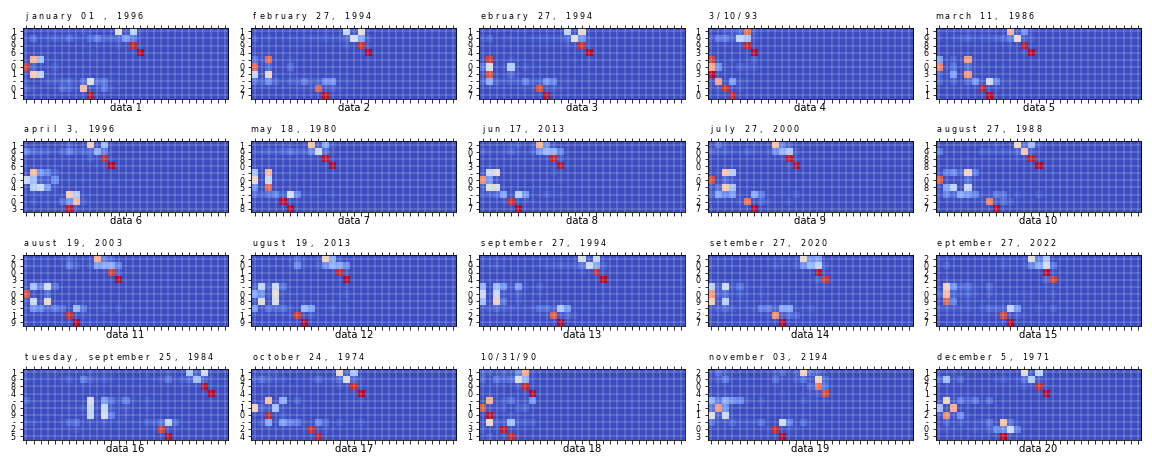 january 01 , 1996
february 27, 1994
ebruary 27, 1994
3/10/93
march 11, 1986
data 1
data 2
data 3
data 4
data 5
april 3, 1996
may 18, 1980
jun 17, 2013
july 27, 2000
august 27, 1988
data 6
data 7
data 8
data 9
data 10
auust 19, 2003
ugust 19, 2013
september 27, 1994
setember 27, 2020
eptember 27, 2022
data 11
data 12
data 13
data 14
data 15
tuesday, september 25, 1984
october 24, 1974
10/31/90
november 03, 2194
december 5, 1971
data 16
data 17
data 18
data 19
data 20